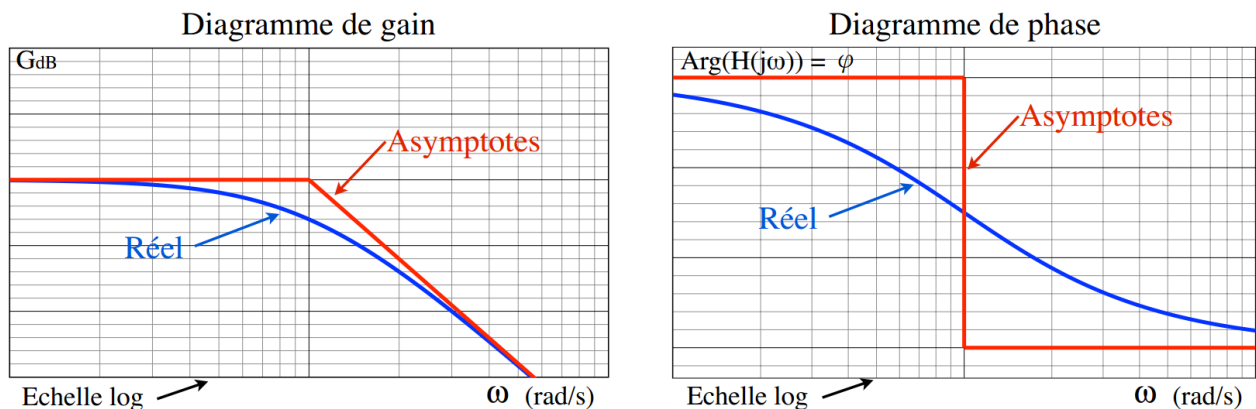 Diagramme de gain
GdB
Asymptotes
Réel
Echelle log
ω (rad/s)
Diagramme de phase
Arg(H(jω)) = φ
Asymptotes
Réel
Echelle log
ω (rad/s)